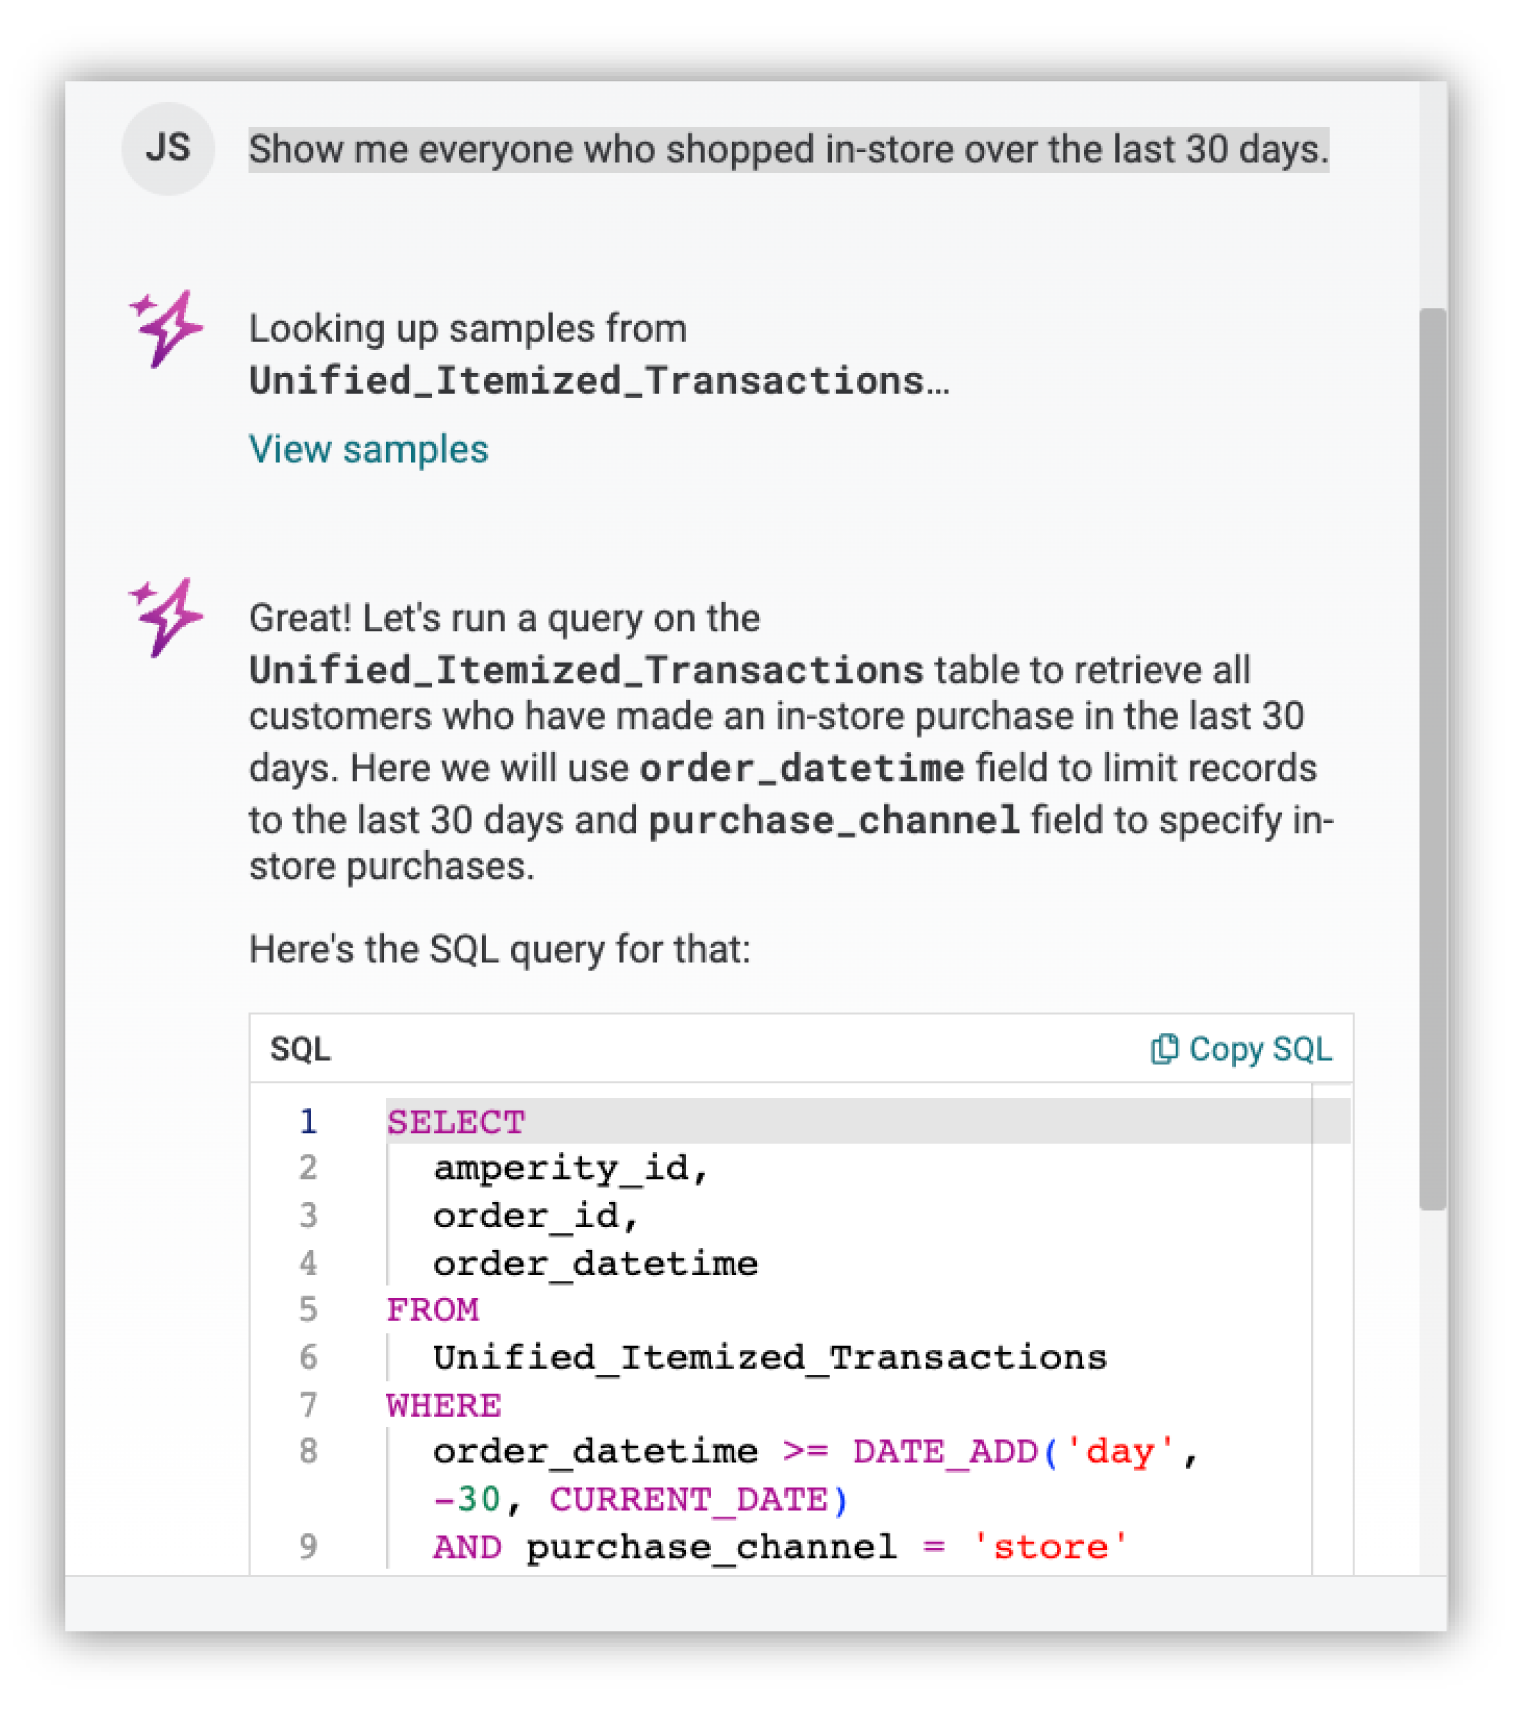 JS
Show me everyone who shopped in-store over the last 30 days.
Looking up samples from
Unified_Itemized_Transactions…
View samples
Great! Let's run a query on the
Unified_Itemized_Transactions table to retrieve all
customers who have made an in-store purchase in the last 30
days. Here we will use order_datetime field to limit records
to the last 30 days and purchase_channel field to specify in-
store purchases.
Here's the SQL query for that:
SQL
Copy SQL
1 SELECT
2 amperity_id,
3 order_id,
4 order_datetime
5 FROM
6 Unified_Itemized_Transactions
7 WHERE
8 order_datetime >= DATE_ADD('day',
-30, CURRENT_DATE)
9 AND purchase_channel = 'store'